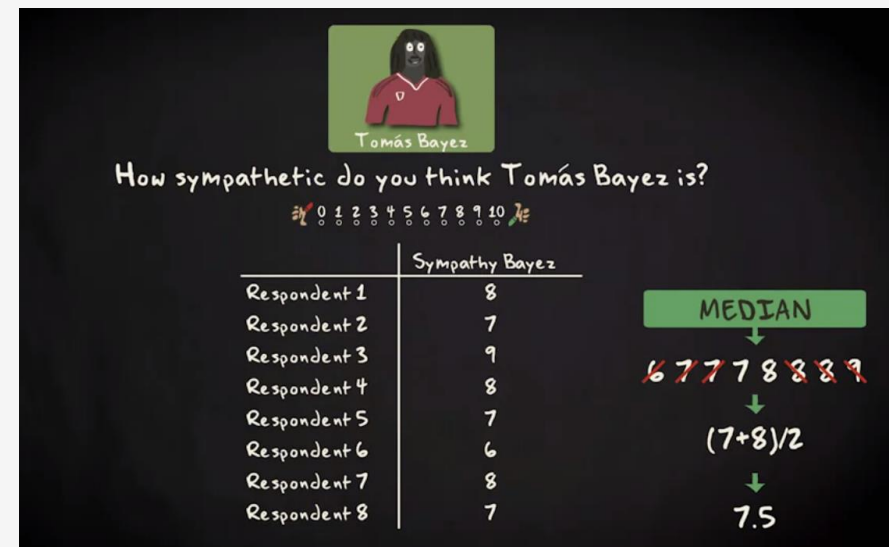 Tomás Bayez
How sympathetic do you think Tomás Bayez is?
0 1 2 3 4 5 6 7 8 9 10
Sympathy Bayez
Respondent 1 8
Respondent 2 7
Respondent 3 9
Respondent 4 8
Respondent 5 7
Respondent 6 6
Respondent 7 8
Respondent 8 7
MEDIAN
6 7 7 7 8 8 8 9
(7+8)/2
7.5